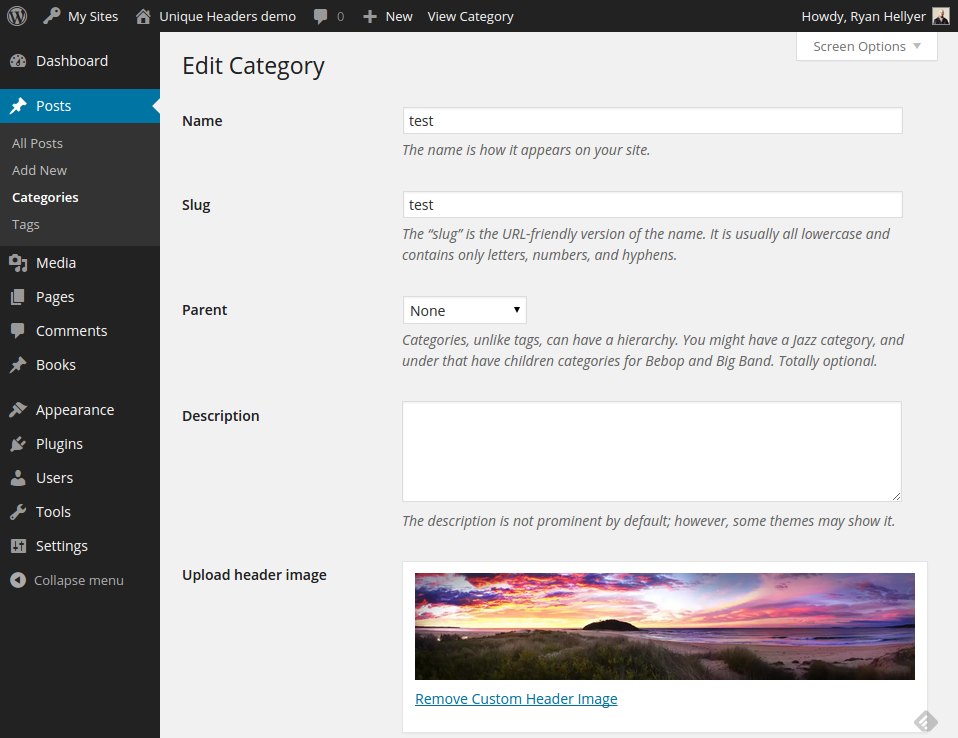 My Sites Unique Headers demo 0 New View Category Howdy, Ryan Hellyer
Screen Options
Dashboard
Posts
All Posts
Add New
Categories
Tags
Media
Pages
Comments
Books
Appearance
Plugins
Users
Tools
Settings
Collapse menu
Edit Category
Name test
The name is how it appears on your site.
Slug test
The “slug” is the URL-friendly version of the name. It is usually all lowercase and
contains only letters, numbers, and hyphens.
Parent None
Categories, unlike tags, can have a hierarchy. You might have a Jazz category, and
under that have children categories for Bebop and Big Band. Totally optional.
Description
The description is not prominent by default; however, some themes may show it.
Upload header image
Remove Custom Header Image